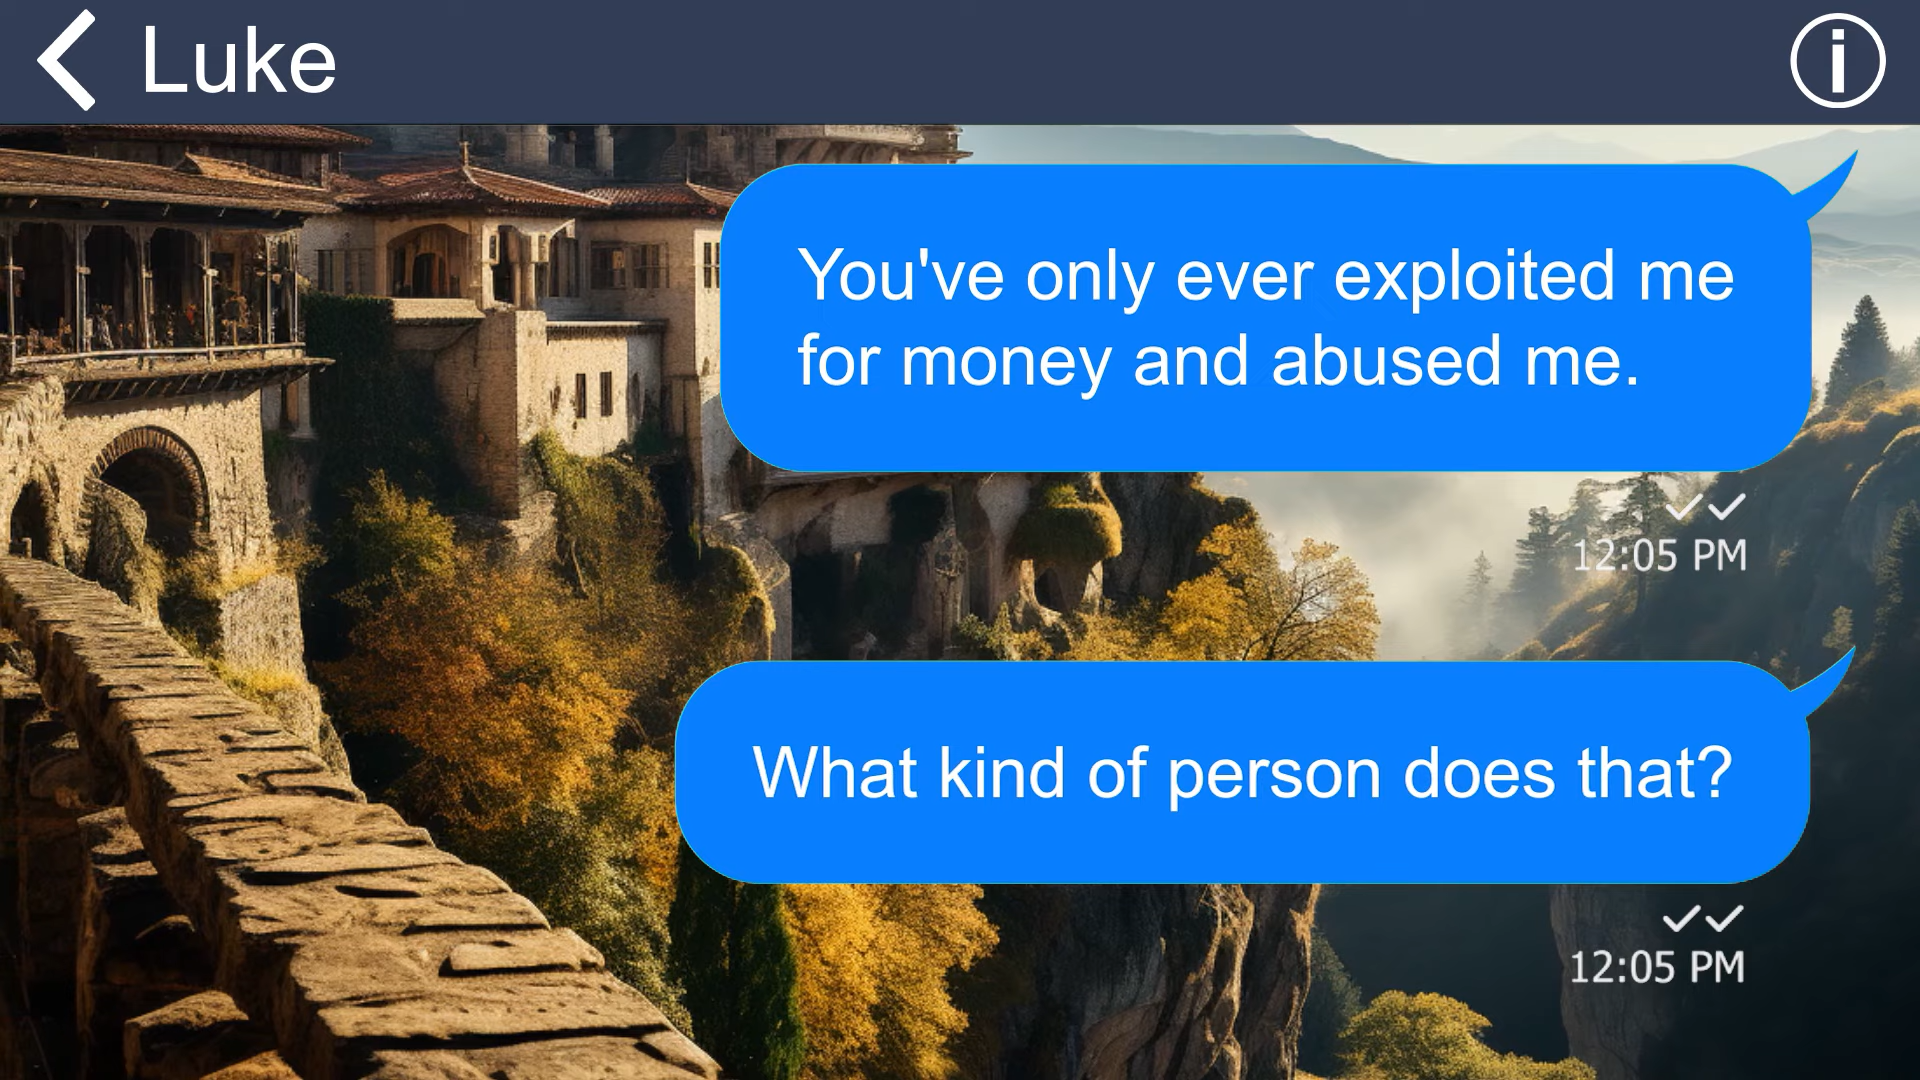 Luke
You've only ever exploited me
for money and abused me.
12:05 PM
What kind of person does that?
12:05 PM